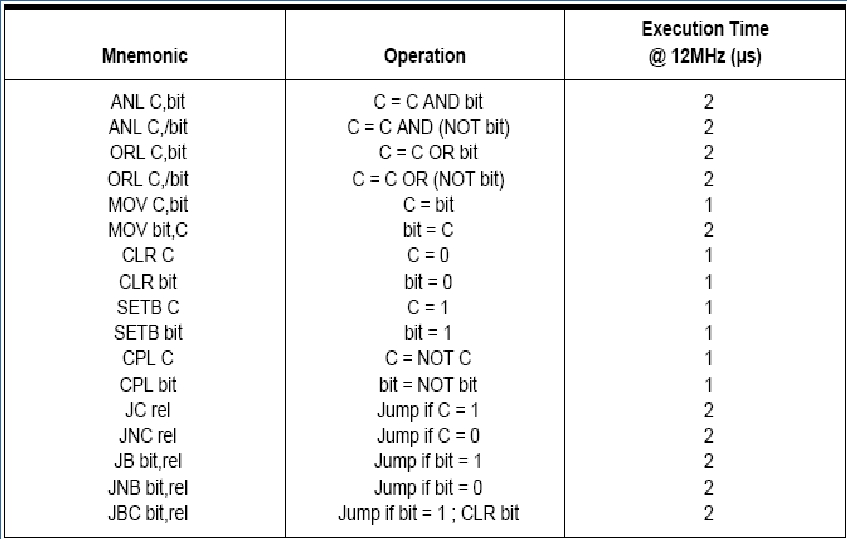 Mnemonic Operation Execution Time @ 12MHz (µs)
ANL C,bit C = C AND bit 2
ANL C,/bit C = C AND (NOT bit) 2
ORL C,bit C = C OR bit 2
ORL C,/bit C = C OR (NOT bit) 2
MOV C,bit C = bit 1
MOV bit,C bit = C 2
CLR C C = 0 1
CLR bit bit = 0 1
SETB C C = 1 1
SETB bit bit = 1 1
CPL C C = NOT C 1
CPL bit bit = NOT bit 1
JC rel Jump if C = 1 2
JNC rel Jump if C = 0 2
JB bit,rel Jump if bit = 1 2
JNB bit,rel Jump if bit = 0 2
JBC bit,rel Jump if bit = 1 ; CLR bit 2